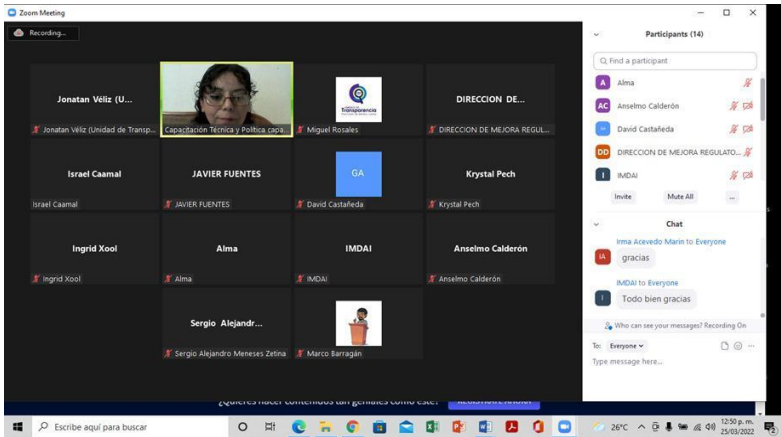 Zoom Meeting
Recording...
Participants (14)
Find a participant
Jonatan Véliz (U...
Jonatan Véliz (Unidad de Transp...
Capacitación Técnica y Política capa...
Transparencia
Miguel Rosales
DIRECCION DE...
DIRECCION DE MEJORA REGUL...
Israel Caamal
Israel Caamal
JAVIER FUENTES
JAVIER FUENTES
GA
David Castañeda
Krystal Pech
Krystal Pech
Ingrid Xool
Ingrid Xool
Alma
Alma
IMDAI
IMDAI
Anselmo Calderón
Anselmo Calderón
Sergio Alejandr...
Sergio Alejandro Meneses Zetina
Marco Barragán
A Alma
AC Anselmo Calderón
David Castañeda
DD DIRECCION DE MEJORA REGULATO...
I IMDAI
Invite Mute All ...
Chat
Irma Acevedo Marin to Everyone
IA gracias
IMDAI to Everyone
I Todo bien gracias
Who can see your messages? Recording On
To: Everyone
Type message here...
¿Quieres hacer contenidos tan geniales como este? REGÍSTRATE AHORA
Escribe aquí para buscar
26°C
12:50 p. m.
25/03/2022